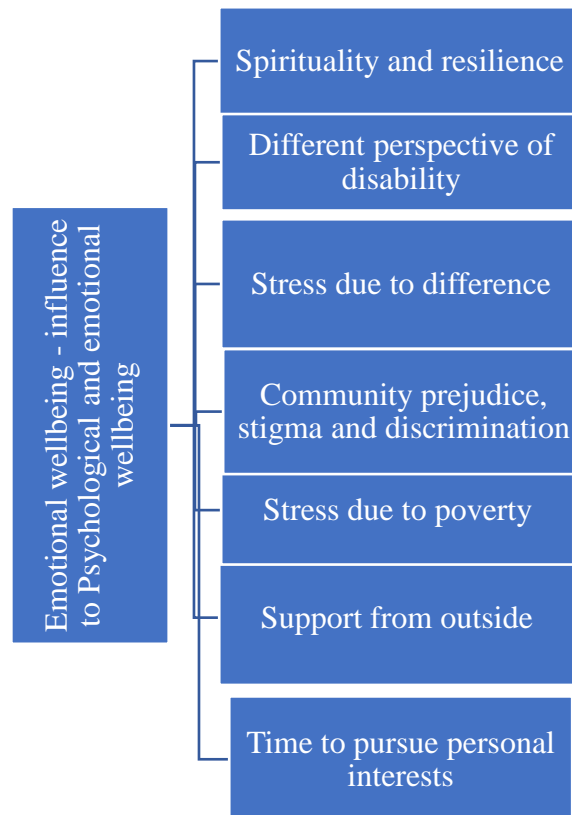 Emotional wellbeing - influence
to Psychological and emotional
wellbeing
Spirituality and resilience
Different perspective of
disability
Stress due to difference
Community prejudice,
stigma and discrimination
Stress due to poverty
Support from outside
Time to pursue personal
interests